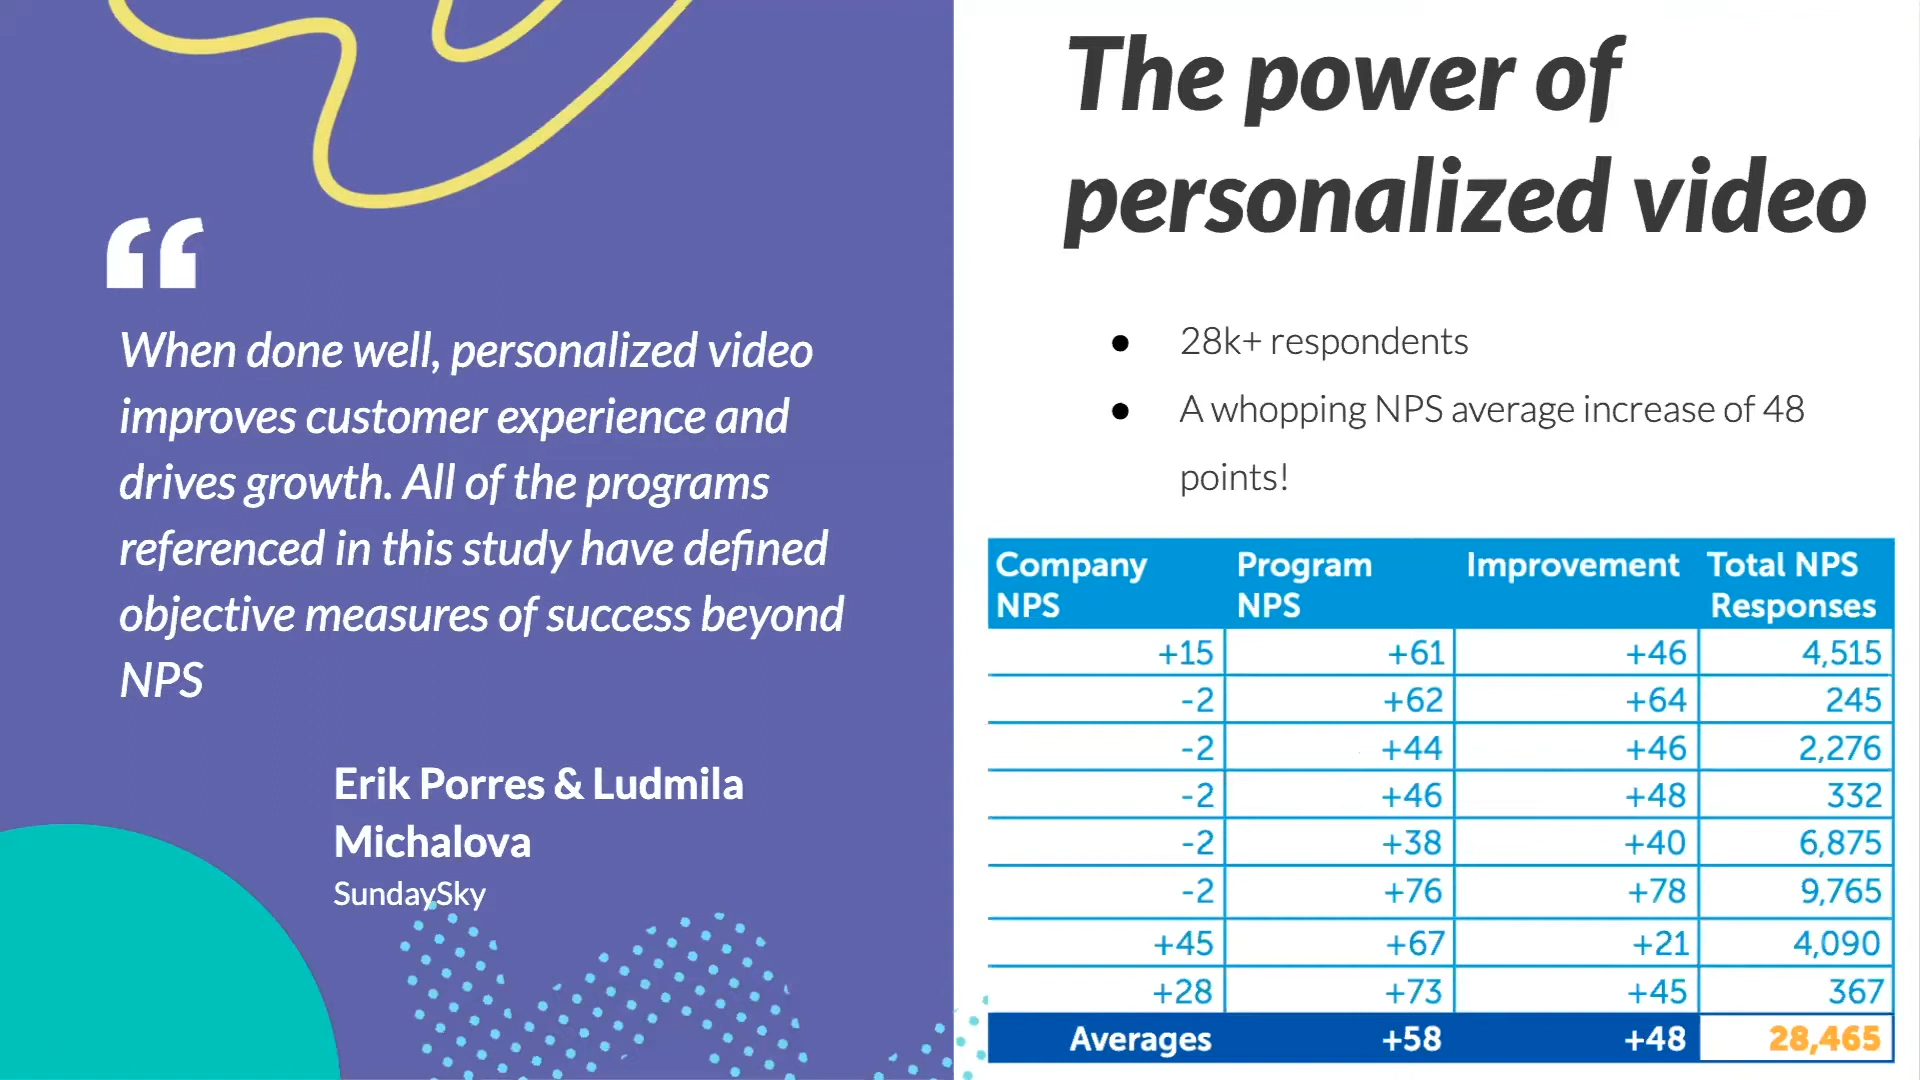 “
When done well, personalized video
improves customer experience and
drives growth. All of the programs
referenced in this study have defined
objective measures of success beyond
NPS
Erik Porres & Ludmila
Michalova
SundaySky
The power of
personalized video
● 28k+ respondents
● A whopping NPS average increase of 48
points!
Company NPS Program NPS Improvement Total NPS Responses
+15 +61 +46 4,515
-2 +62 +64 245
-2 +44 +46 2,276
-2 +46 +48 332
-2 +38 +40 6,875
-2 +76 +78 9,765
+45 +67 +21 4,090
+28 +73 +45 367
Averages +58 +48 28,465